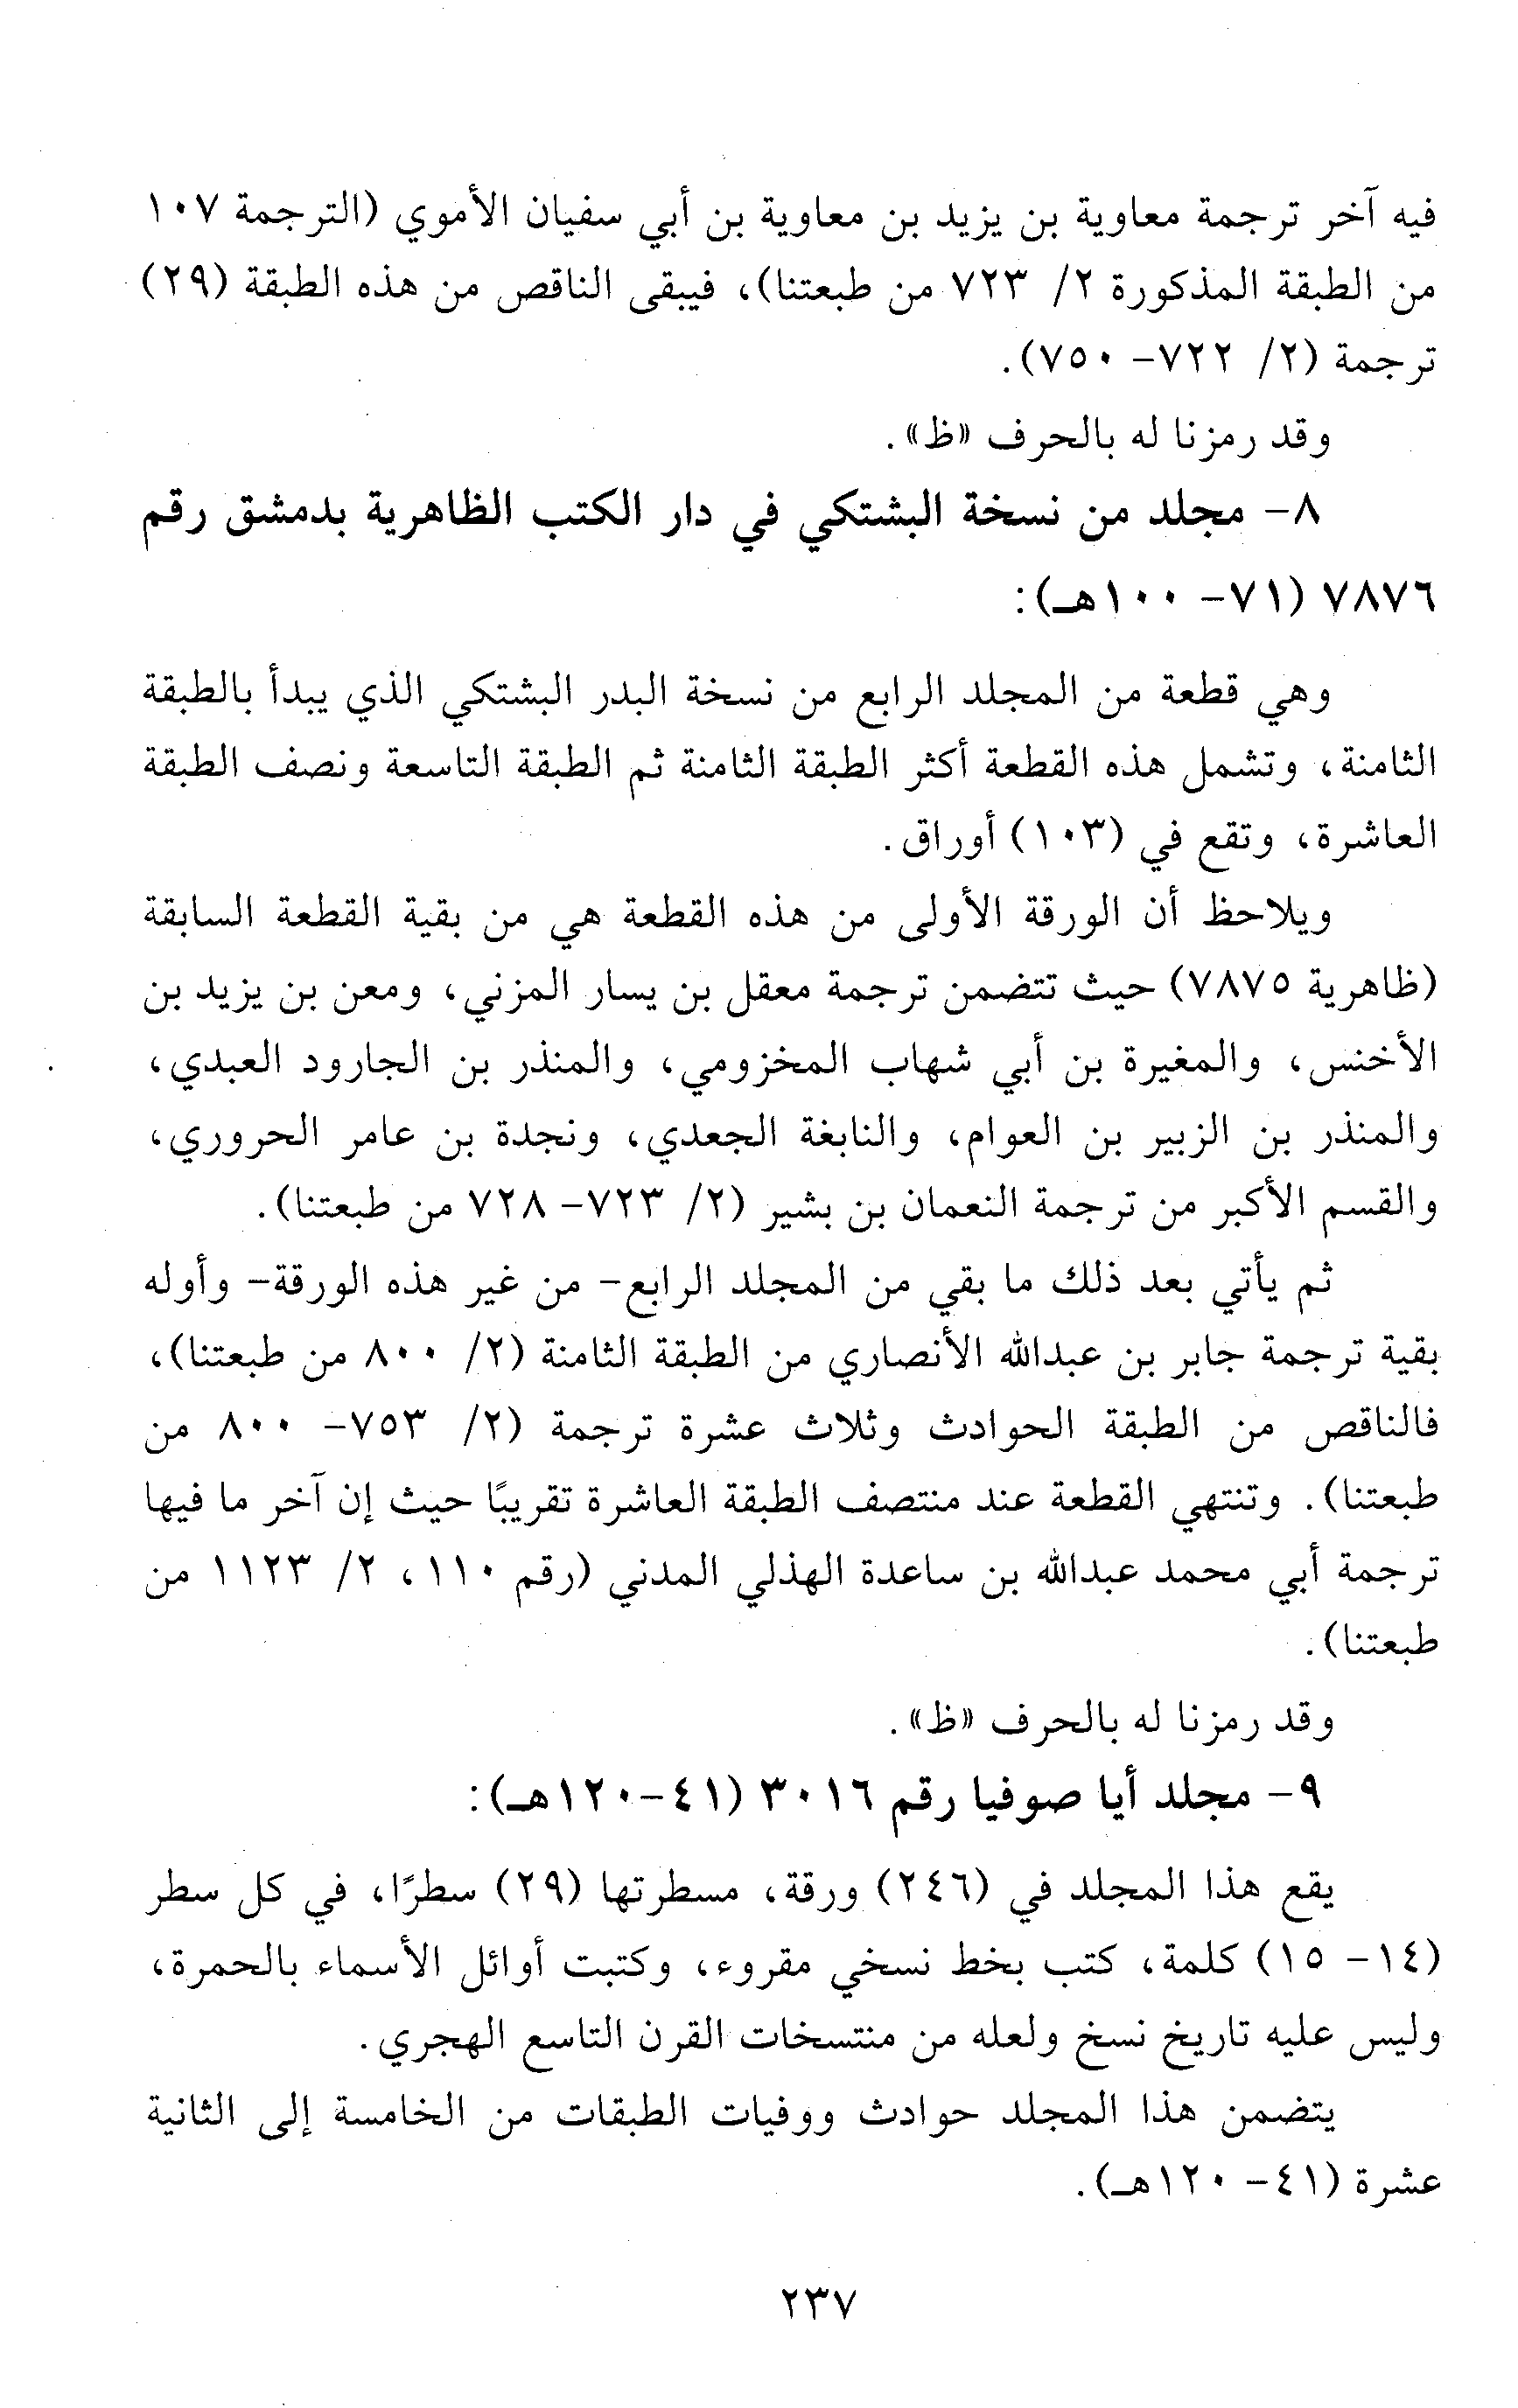 فيه آخر ترجمة معاوية بن يزيد بن معاوية بن أبي سفيان الأموي (الترجمة ١٠٧
من الطبقة المذكورة ٢/ ٧٢٣ من طبعتنا)، فيبقى الناقص من هذه الطبقة (٢٩)
ترجمة (٢/ ٧٢٢- ٧٥٠).
وقد رمزنا له بالحرف «ظ».
٨- مجلد من نسخة البشتكي في دار الكتب الظاهرية بدمشق رقم
٧٨٧٦ (٧١- ١٠٠هـ):
وهي قطعة من المجلد الرابع من نسخة البدر البشتكي الذي يبدأ بالطبقة
الثامنة، وتشمل هذه القطعة أكثر الطبقة الثامنة ثم الطبقة التاسعة ونصف الطبقة
العاشرة، وتقع في (١٠٣) أوراق.
ويلاحظ أن الورقة الأولى من هذه القطعة هي من بقية القطعة السابقة
(ظاهرية ٧٨٧٥) حيث تتضمن ترجمة معقل بن يسار المزني، ومعن بن يزيد بن
الأخنس، والمغيرة بن أبي شهاب المخزومي، والمنذر بن الجارود العبدي،
والمنذر بن الزبير بن العوام، والنابغة الجعدي، ونجدة بن عامر الحروري،
والقسم الأكبر من ترجمة النعمان بن بشير (٢/ ٧٢٣- ٧٢٨ من طبعتنا).
ثم يأتي بعد ذلك ما بقي من المجلد الرابع- من غير هذه الورقة- وأوله
بقية ترجمة جابر بن عبدالله الأنصاري من الطبقة الثامنة (٢/ ٨٠٠ من طبعتنا)،
فالناقص من الطبقة الحوادث وثلاث عشرة ترجمة (٢/ ٧٥٣- ٨٠٠ من
طبعتنا). وتنتهي القطعة عند منتصف الطبقة العاشرة تقريبًا حيث إن آخر ما فيها
ترجمة أبي محمد عبدالله بن ساعدة الهذلي المدني (رقم ١١٠، ٢/ ١١٢٣ من
طبعتنا).
وقد رمزنا له بالحرف «ظ».
٩- مجلد أيا صوفيا رقم ٣٠١٦ (٤١-١٢٠هـ):
يقع هذا المجلد في (٢٤٦) ورقة، مسطرتها (٢٩) سطرًا، في كل سطر
(١٤- ١٥) كلمة، كتب بخط نسخي مقروء، وكتبت أوائل الأسماء بالحمرة،
وليس عليه تاريخ نسخ ولعله من منتسخات القرن التاسع الهجري.
يتضمن هذا المجلد حوادث ووفيات الطبقات من الخامسة إلى الثانية
عشرة (٤١- ١٢٠هـ).
٢٣٧